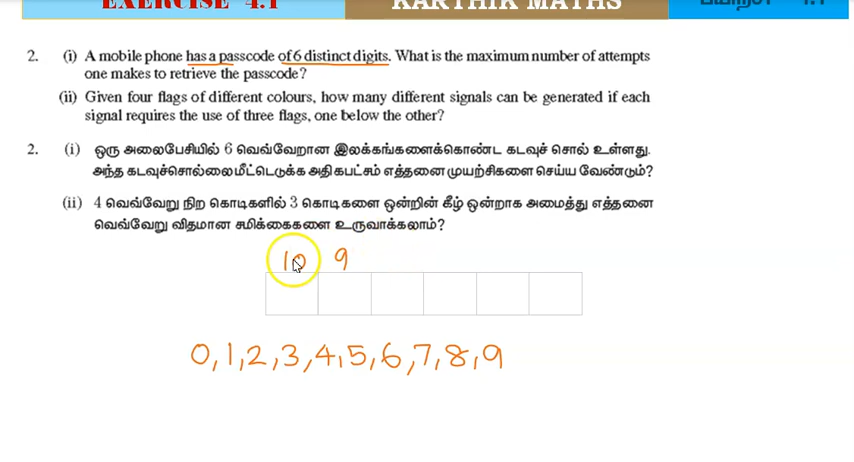 EXERCISE 4.1
KARTHIK MATHS
பயிற்சி 4.1
2. (i) A mobile phone has a passcode of 6 distinct digits. What is the maximum number of attempts
one makes to retrieve the passcode?
(ii) Given four flags of different colours, how many different signals can be generated if each
signal requires the use of three flags, one below the other?
2. (i) ஒரு அலைபேசியில் 6 வெவ்வேறான இலக்கங்களைக்கொண்ட கடவுச் சொல் உள்ளது.
அந்த கடவுச்சொல்லை மீட்டெடுக்க அதிகபட்சம் எத்தனை முயற்சிகளை செய்ய வேண்டும்?
(ii) 4 வெவ்வேறு நிற கொடிகளில் 3 கொடிகளை ஒன்றின் கீழ் ஒன்றாக அமைத்து எத்தனை
வெவ்வேறு விதமான சமிக்கைகளை உருவாக்கலாம்?
10 9
0,1,2,3,4,5,6,7,8,9